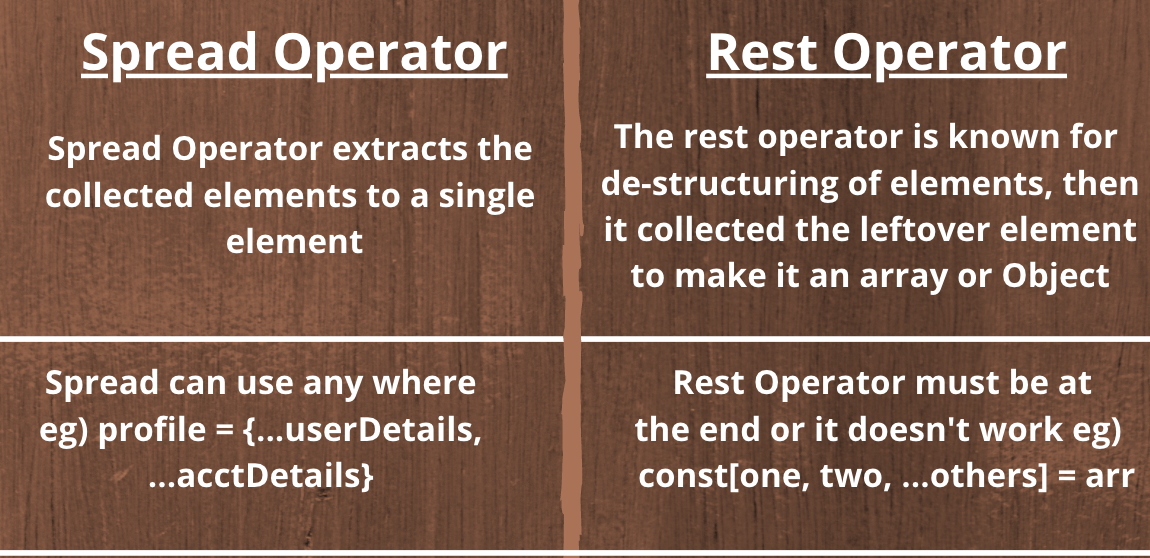 Spread Operator
Spread Operator extracts the
collected elements to a single
element
Spread can use any where
eg) profile = {...userDetails,
...acctDetails}
Rest Operator
The rest operator is known for
de-structuring of elements, then
it collected the leftover element
to make it an array or Object
Rest Operator must be at
the end or it doesn't work eg)
const[one, two, ...others] = arr